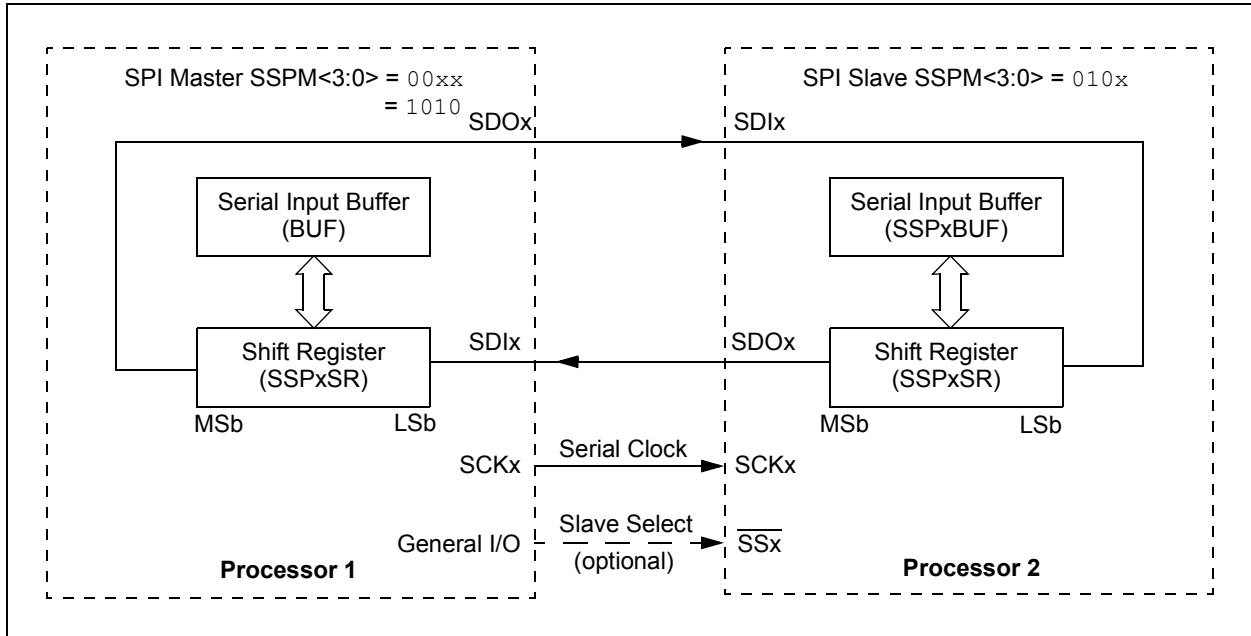 SPI Master SSPM<3:0> = 00xx
= 1010
SDOx
Serial Input Buffer
(BUF)
Shift Register
(SSPxSR)
MSb
LSb
SDIx
SCKx
General I/O
Processor 1
Serial Clock
Slave Select
(optional)
SPI Slave SSPM<3:0> = 010x
SDIx
Serial Input Buffer
(SSPxBUF)
SDOx
Shift Register
(SSPxSR)
MSb
LSb
SCKx
SSx
Processor 2